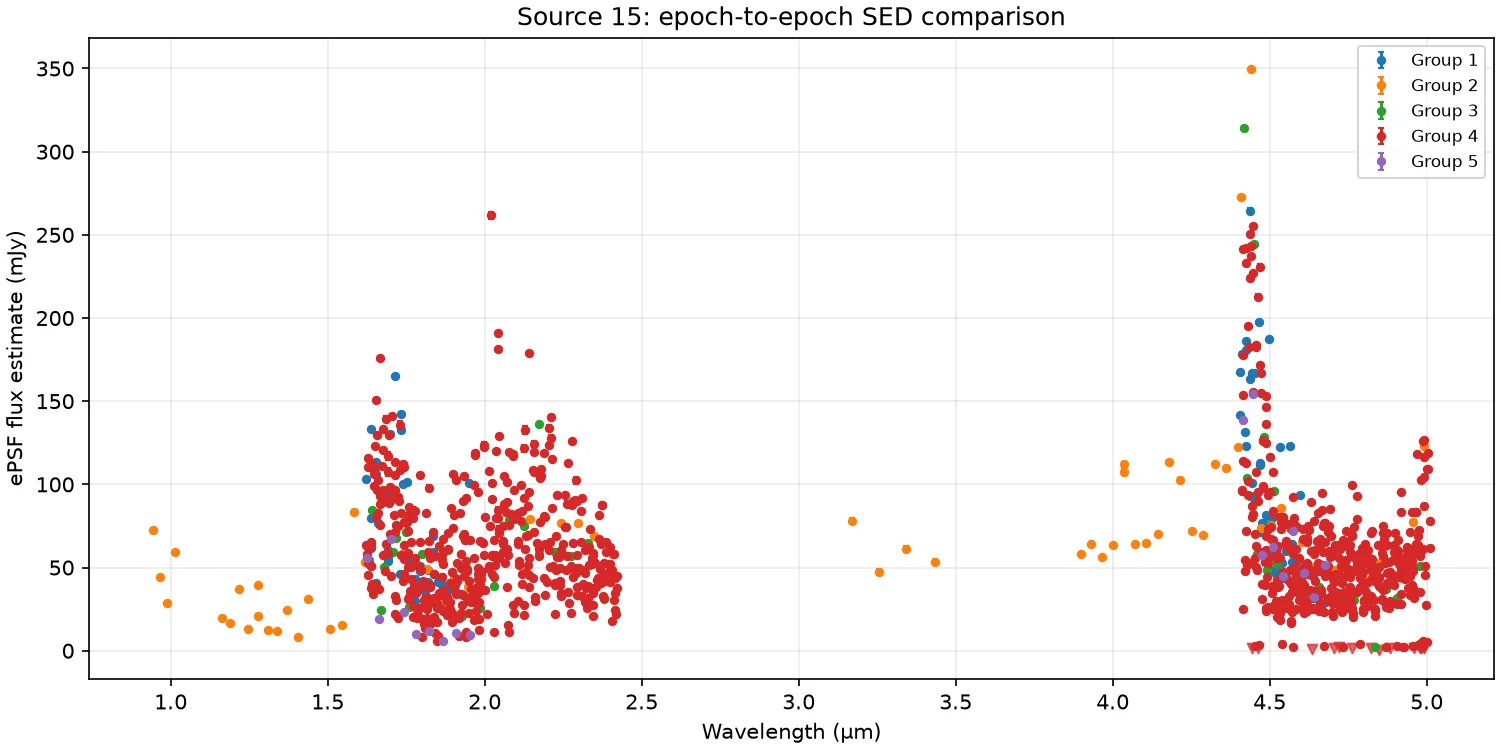 Source 15: epoch-to-epoch SED comparison
ePSF flux estimate (mJy)
350
300
250
200
150
100
50
0
Group 1
Group 2
Group 3
Group 4
Group 5
1.0 1.5 2.0 2.5 3.0 3.5 4.0 4.5 5.0
Wavelength (μm)